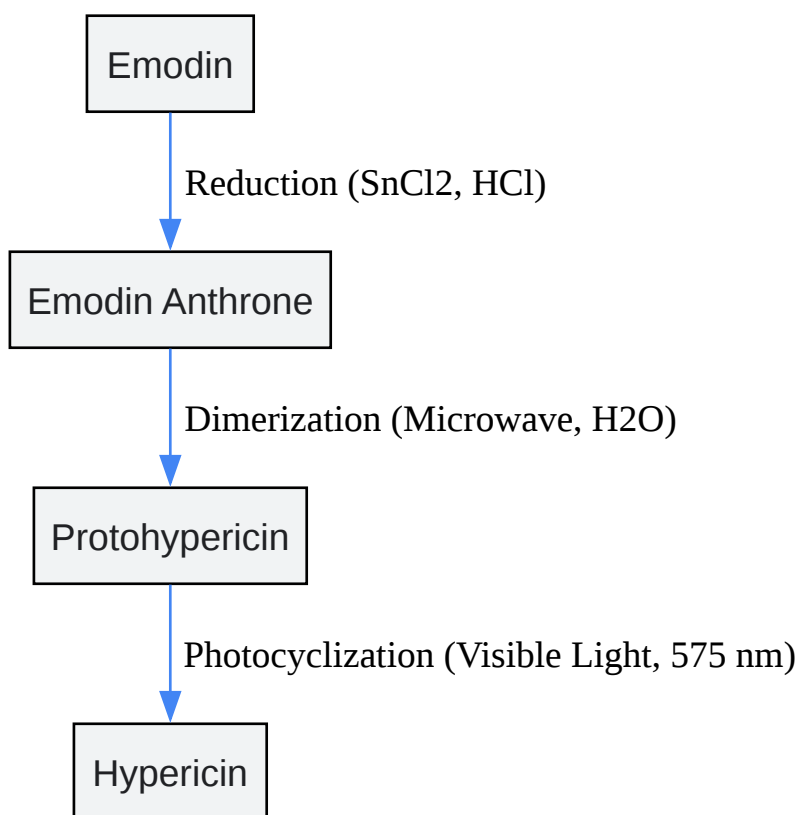 Emodin
Reduction (SnCl2, HCl)
Emodin Anthrone
Dimerization (Microwave, H2O)
Protohypericin
Photocyclization (Visible Light, 575 nm)
Hypericin